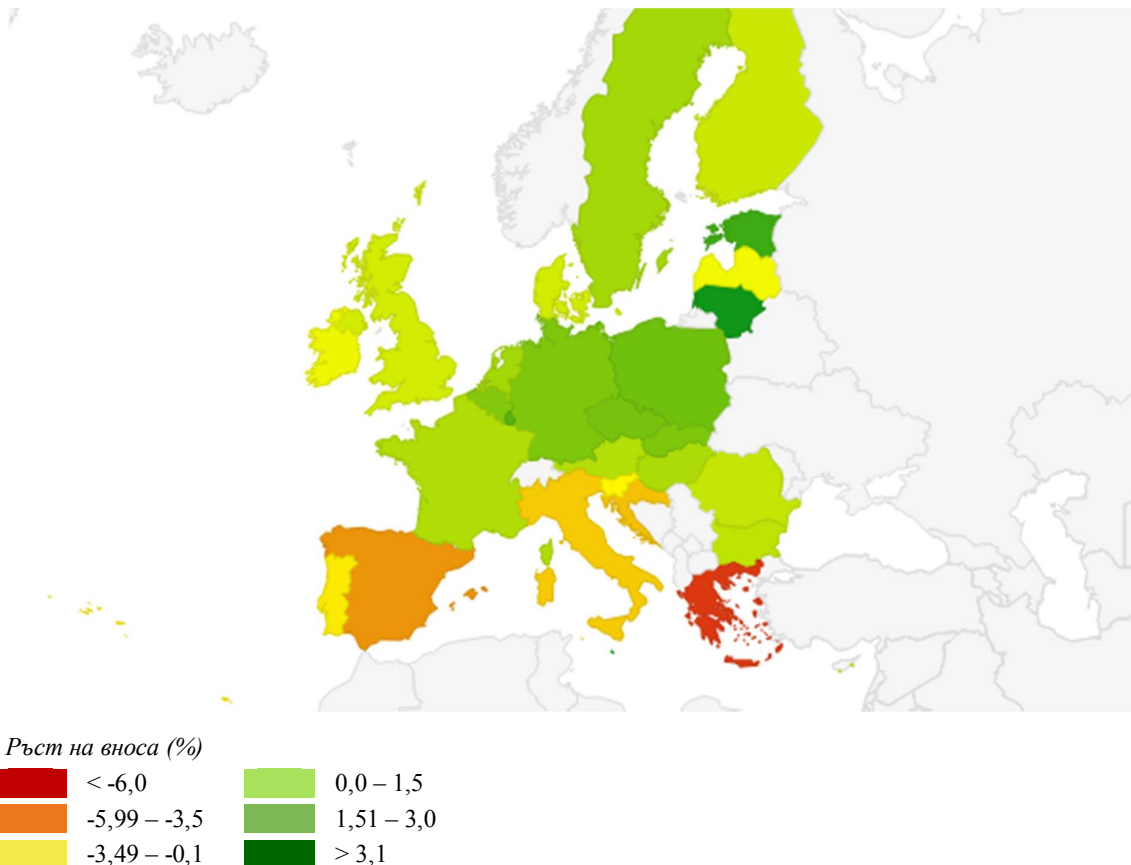 Ръст на вноса (%)
< -6,0
0,0 – 1,5
-5,99 – -3,5
1,51 – 3,0
-3,49 – -0,1
> 3,1